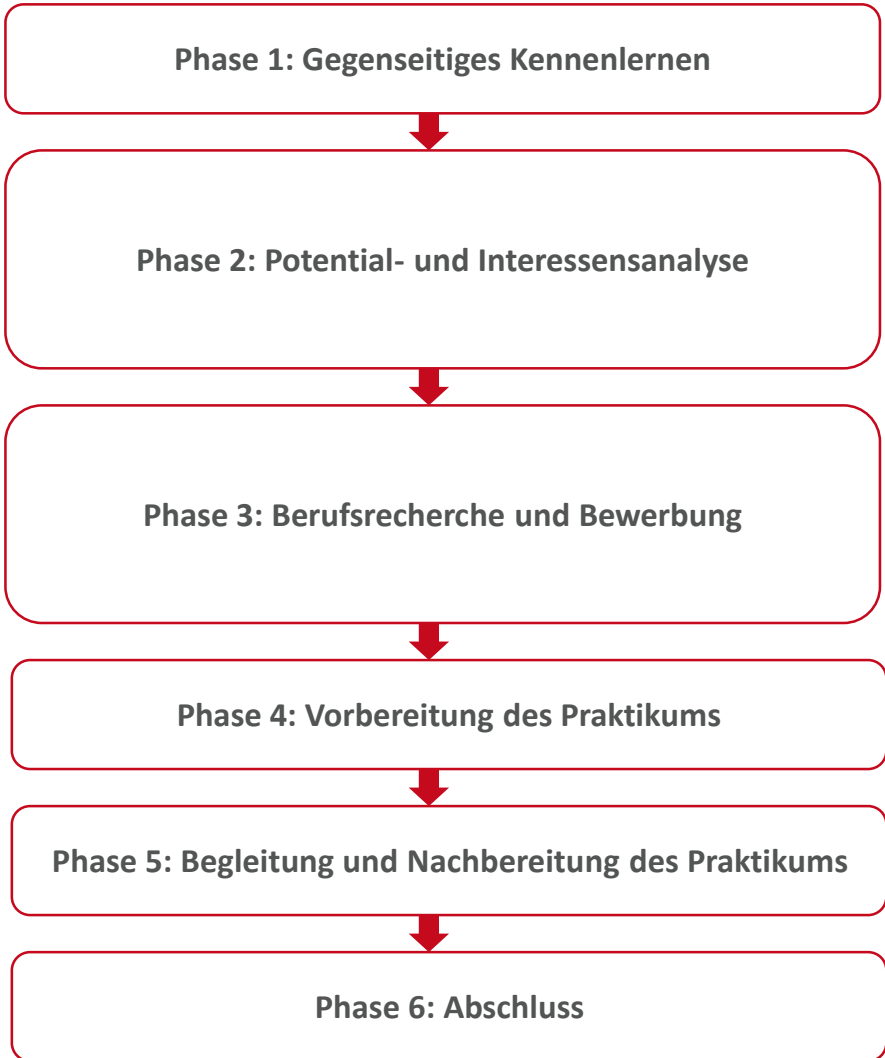 Phase 1: Gegenseitiges Kennenlernen
Phase 2: Potential- und Interessensanalyse
Phase 3: Berufsrecherche und Bewerbung
Phase 4: Vorbereitung des Praktikums
Phase 5: Begleitung und Nachbereitung des Praktikums
Phase 6: Abschluss